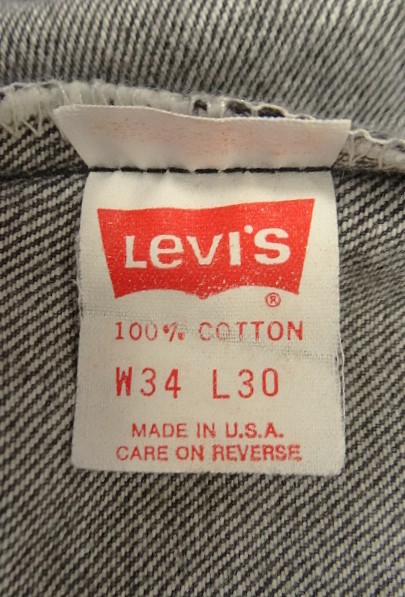 LEVI'S
®
100% COTTON
W34 L30
MADE IN U.S.A.
CARE ON REVERSE